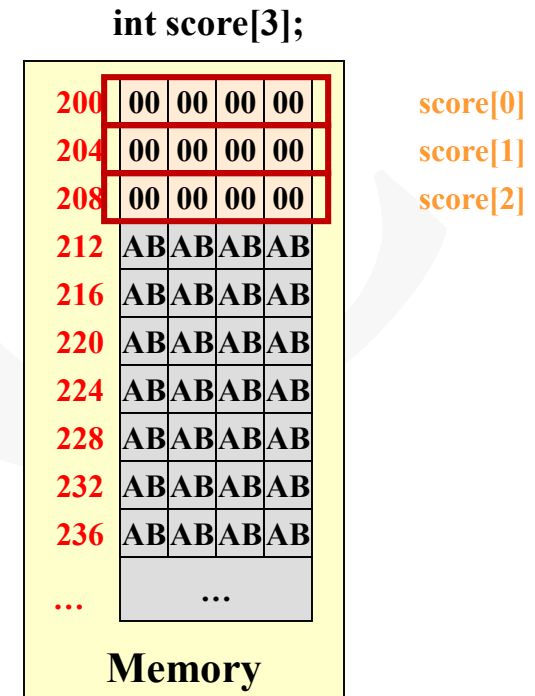 int score[3];
200 00 00 00 00 score[0]
204 00 00 00 00 score[1]
208 00 00 00 00 score[2]
212 AB AB AB AB
216 AB AB AB AB
220 AB AB AB AB
224 AB AB AB AB
228 AB AB AB AB
232 AB AB AB AB
236 AB AB AB AB
… …
Memory